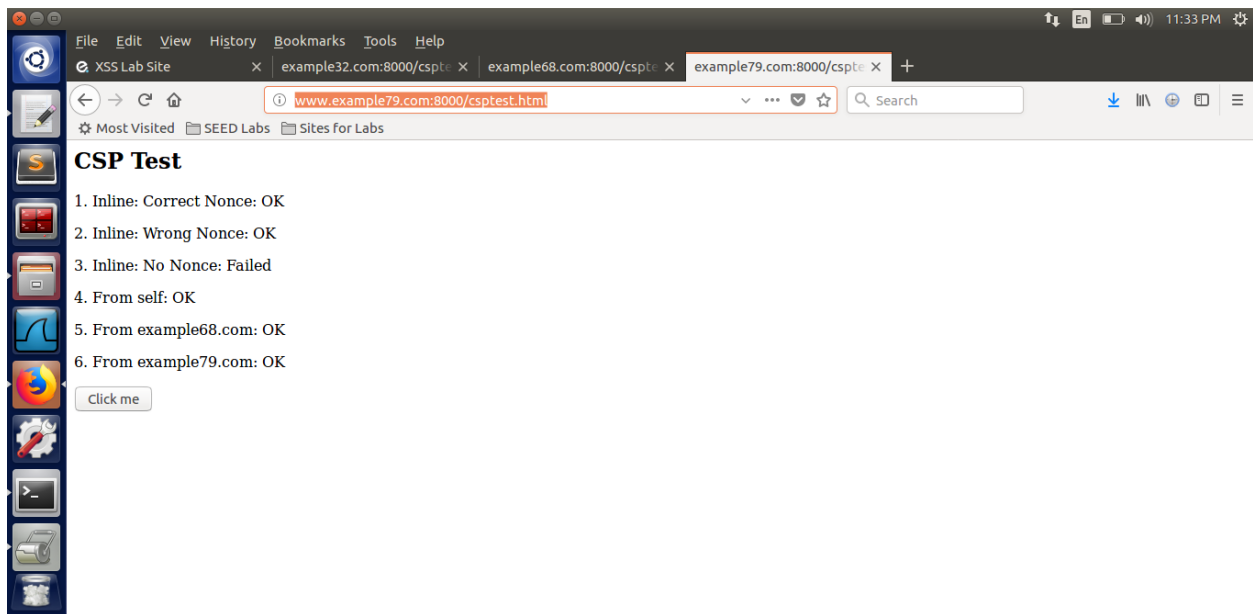 En 11:33 PM
File Edit View History Bookmarks Tools Help
XSS Lab Site example32.com:8000/cspte example68.com:8000/cspte example79.com:8000/cspte
www.example79.com:8000/csptest.html Search
Most Visited SEED Labs Sites for Labs
CSP Test
1. Inline: Correct Nonce: OK
2. Inline: Wrong Nonce: OK
3. Inline: No Nonce: Failed
4. From self: OK
5. From example68.com: OK
6. From example79.com: OK
Click me